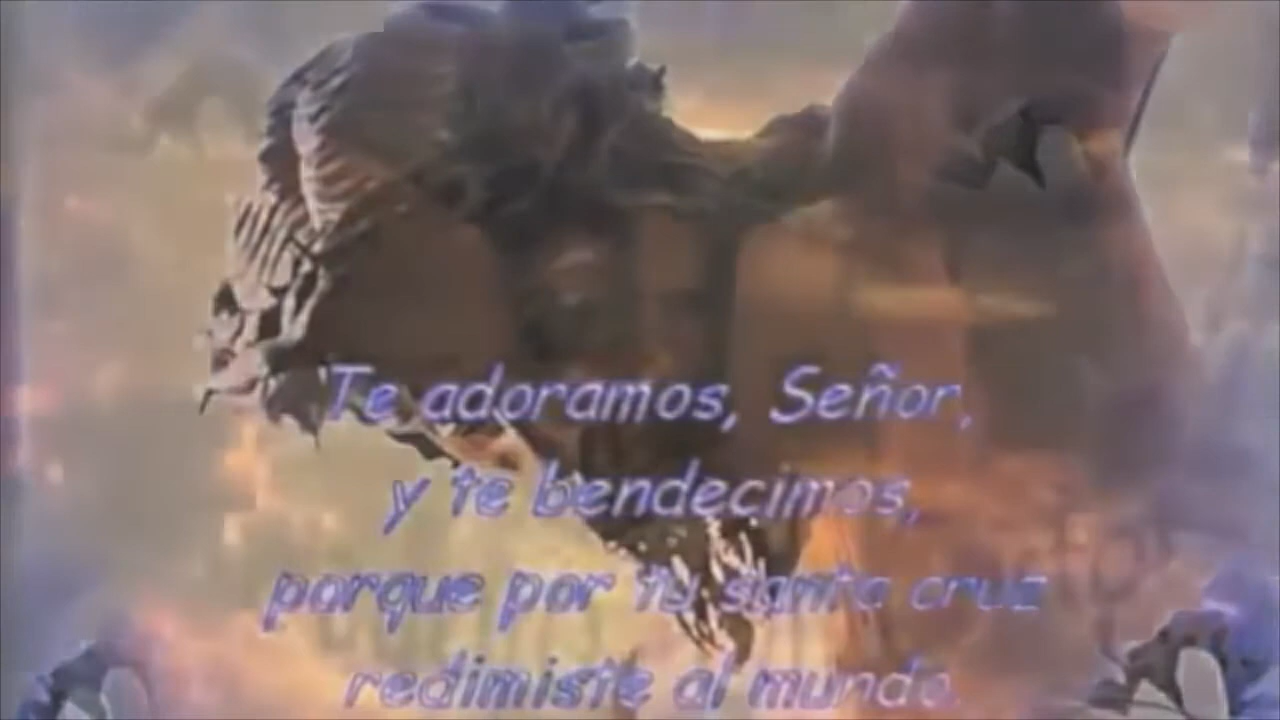 Te adoramos, Señor,
y te bendecimos,
porque por tu santa cruz
redimiste al mundo.